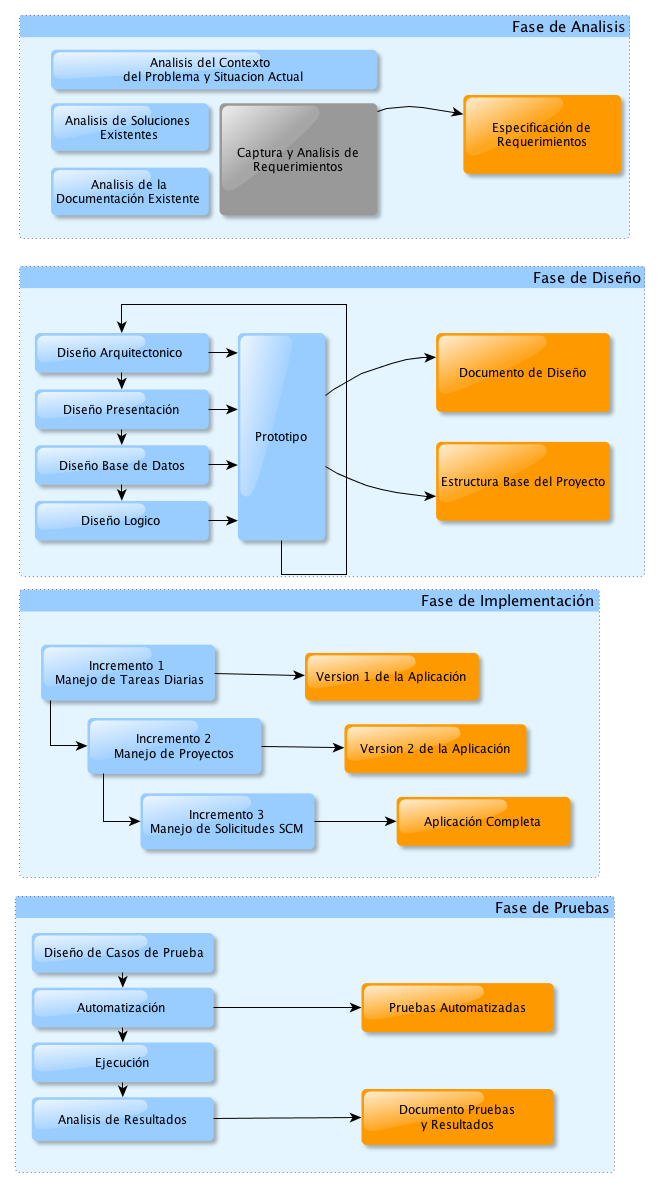 Fase de Analisis
Analisis del Contexto
del Problema y Situacion Actual
Analisis de Soluciones
Existentes
Analisis de la
Documentación Existente
Captura y Analisis de
Requerimientos
Especificación de
Requerimientos
Fase de Diseño
Diseño Arquitectonico
Diseño Presentación
Diseño Base de Datos
Diseño Logico
Prototipo
Documento de Diseño
Estructura Base del Proyecto
Fase de Implementación
Incremento 1
Manejo de Tareas Diarias
Version 1 de la Aplicación
Incremento 2
Manejo de Proyectos
Version 2 de la Aplicación
Incremento 3
Manejo de Solicitudes SCM
Aplicación Completa
Fase de Pruebas
Diseño de Casos de Prueba
Automatización
Pruebas Automatizadas
Ejecución
Analisis de Resultados
Documento Pruebas
y Resultados